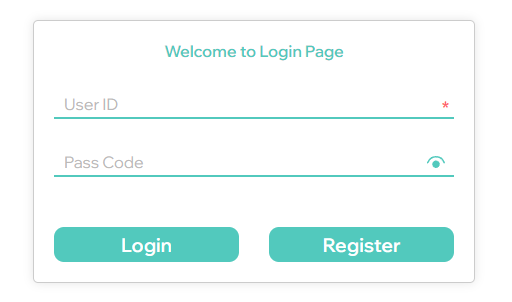 Welcome to Login Page
User ID *
Pass Code
Login Register